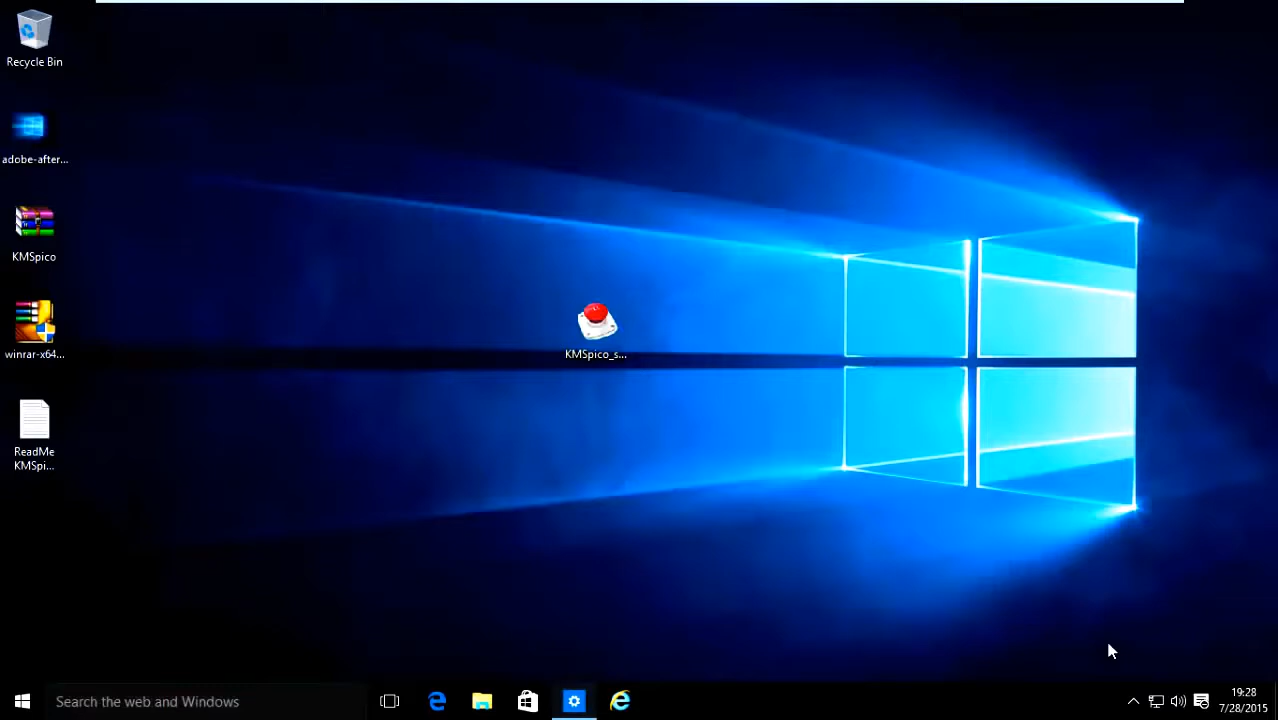 Recycle Bin
adobe-after...
KMSpico
winrar-x64...
ReadMe
KMSpi...
KMSpico_s...
Search the web and Windows
19:28
7/28/2015